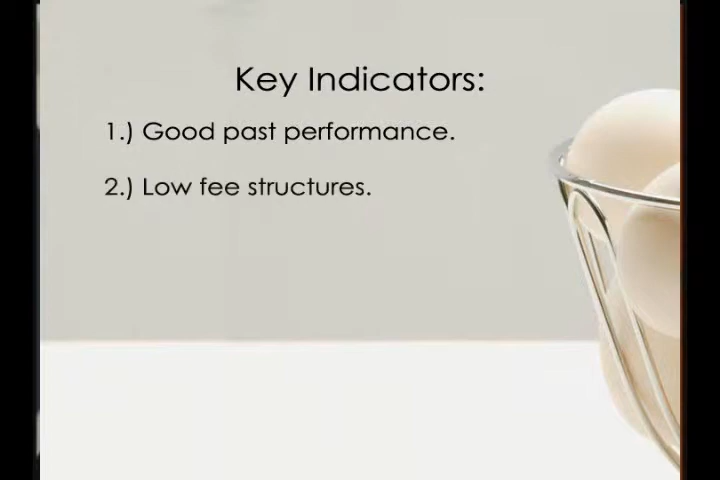 Key Indicators:
1.) Good past performance.
2.) Low fee structures.